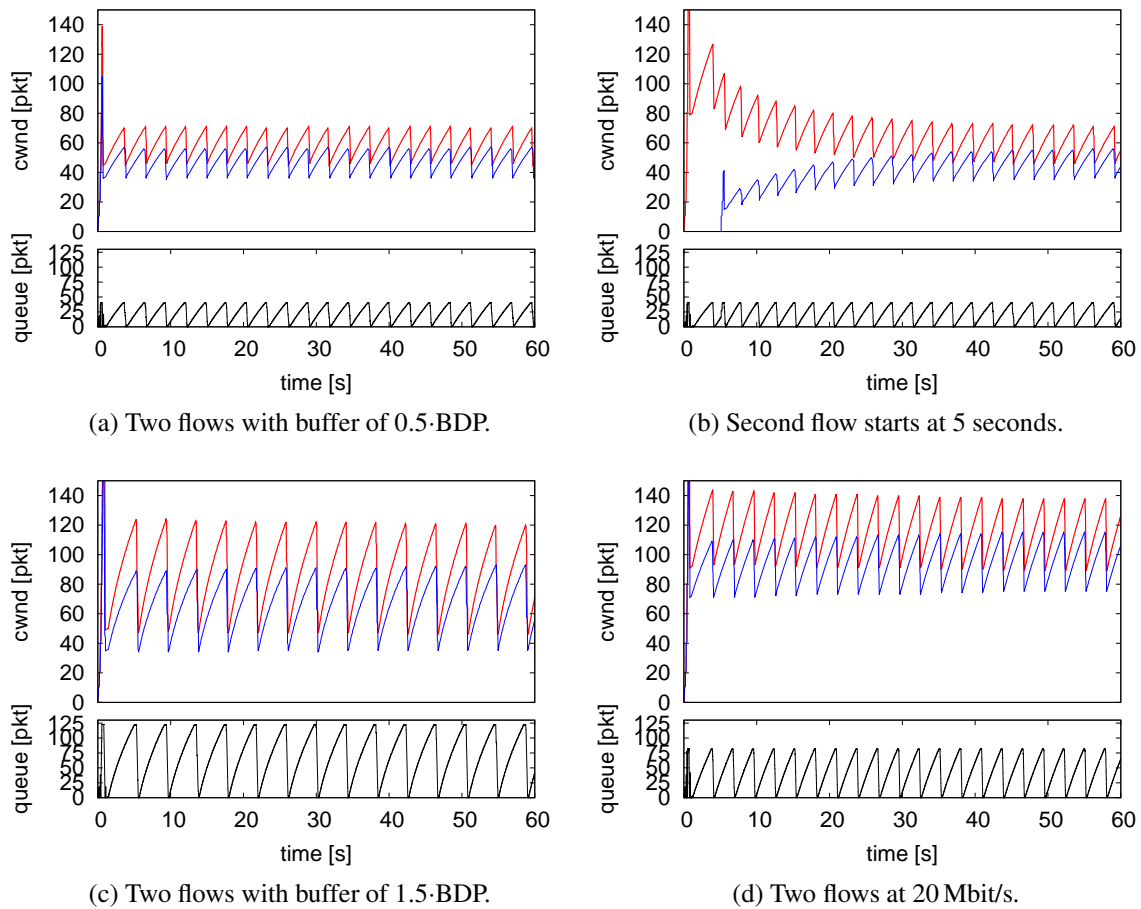 cwnd [pkt]
140
120
100
80
60
40
20
0
queue [pkt]
125
100
75
50
25
0
0 10 20 30 40 50 60
time [s]
(a) Two flows with buffer of 0.5·BDP.
cwnd [pkt]
140
120
100
80
60
40
20
0
queue [pkt]
125
100
75
50
25
0
0 10 20 30 40 50 60
time [s]
(b) Second flow starts at 5 seconds.
cwnd [pkt]
140
120
100
80
60
40
20
0
queue [pkt]
125
100
75
50
25
0
0 10 20 30 40 50 60
time [s]
(c) Two flows with buffer of 1.5·BDP.
cwnd [pkt]
140
120
100
80
60
40
20
0
queue [pkt]
125
100
75
50
25
0
0 10 20 30 40 50 60
time [s]
(d) Two flows at 20 Mbit/s.